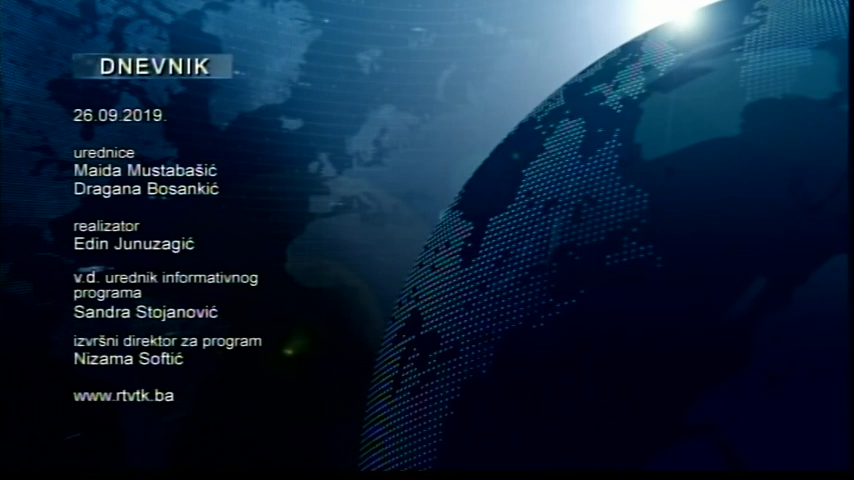 DNEVNIK
26.09.2019.
urednice
Maida Mustabašić
Dragana Bosankić
realizator
Edin Junuzagić
v.d. urednik informativnog
programa
Sandra Stojanović
izvršni direktor za program
Nizama Softić
www.rtvtk.ba